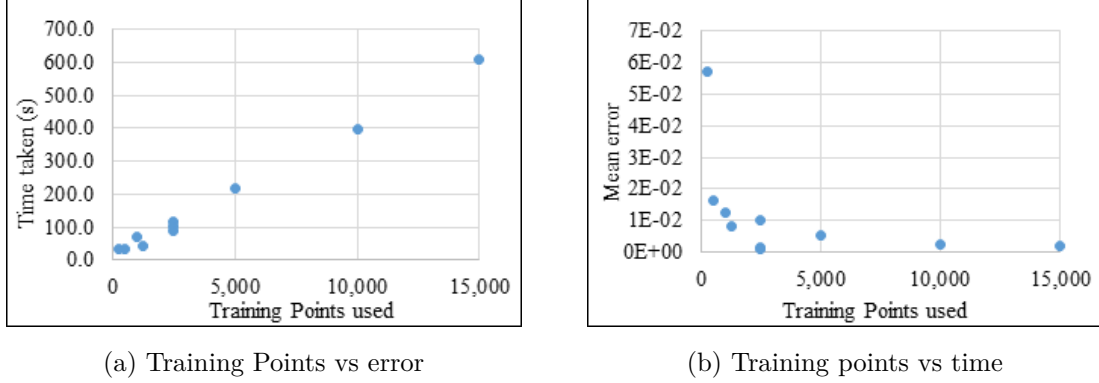 700.0
600.0
500.0
400.0
300.0
200.0
100.0
0.0
Time taken (s)
0 5,000 10,000 15,000
Training Points used
(a) Training Points vs error
7E-02
6E-02
5E-02
4E-02
3E-02
2E-02
1E-02
0E+00
Mean error
0 5,000 10,000 15,000
Training Points used
(b) Training points vs time